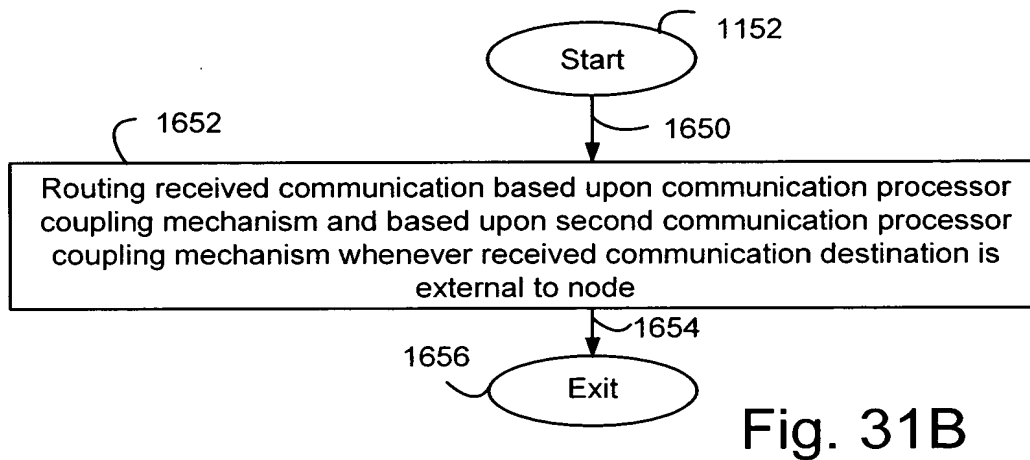 1152
Start
1652
1650
Routing received communication based upon communication processor
coupling mechanism and based upon second communication processor
coupling mechanism whenever received communication destination is
external to node
1654
1656
Exit
Fig. 31B